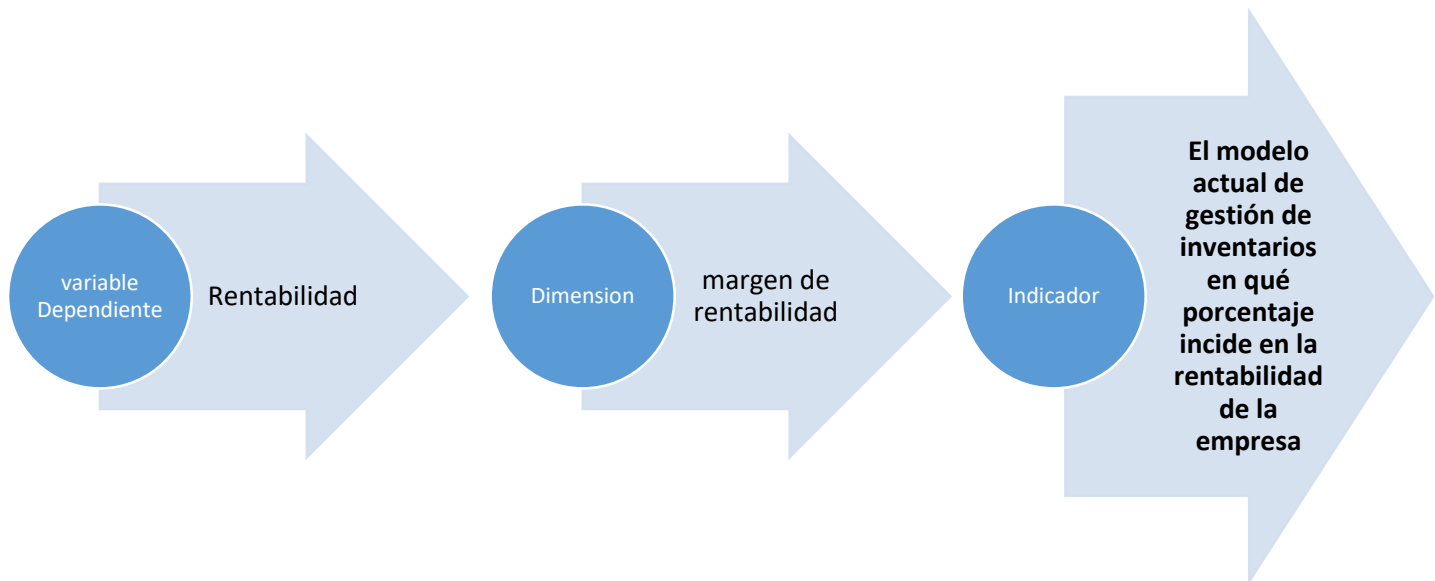 variable
Dependiente
Rentabilidad
Dimension
margen de
rentabilidad
Indicador
El modelo
actual de
gestión de
inventarios
en qué
porcentaje
incide en la
rentabilidad
de la
empresa